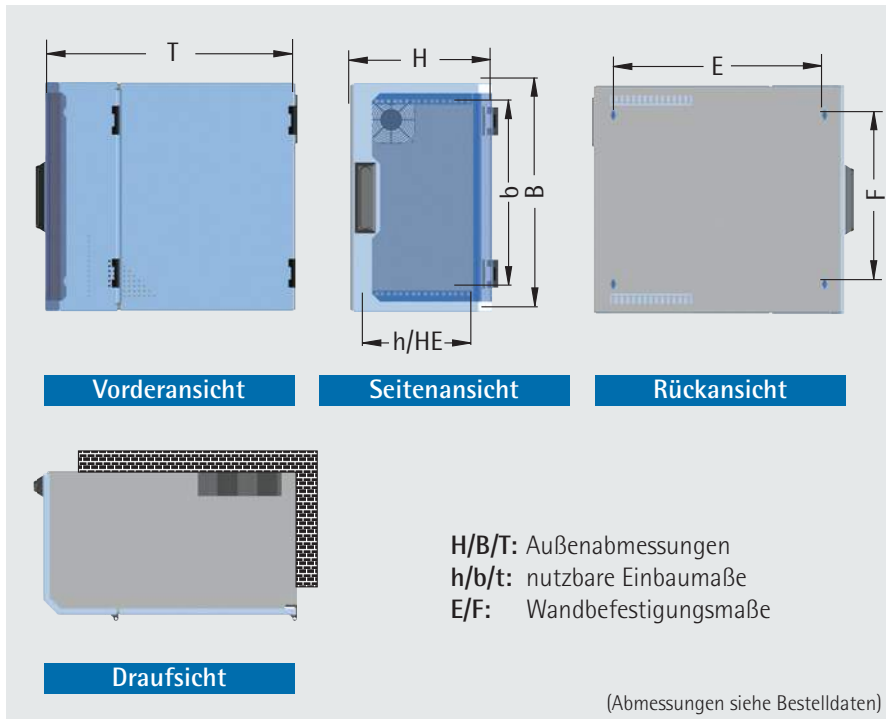 T
H
E
b
B
F
h/HE
Vorderansicht
Seitenansicht
Rückansicht
H/B/T: Außenabmessungen
h/b/t: nutzbare Einbaumaße
E/F: Wandbefestigungsmaße
Draufsicht
(Abmessungen siehe Bestelldaten)